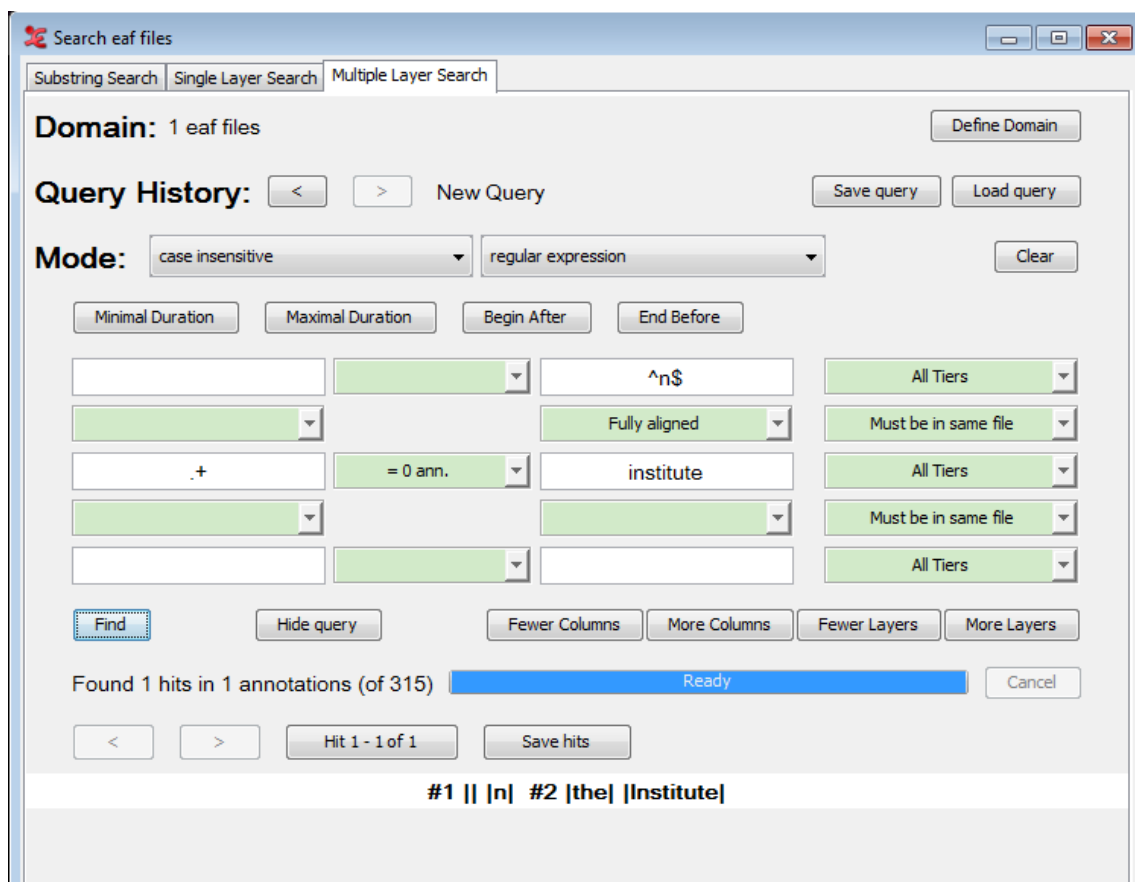 Search eaf files
Substring Search Single Layer Search Multiple Layer Search
Domain: 1 eaf files Define Domain
Query History: < > New Query Save query Load query
Mode: case insensitive regular expression Clear
Minimal Duration Maximal Duration Begin After End Before
^n$ All Tiers
Fully aligned Must be in same file
.+ = 0 ann. institute All Tiers
Must be in same file
All Tiers
Find Hide query Fewer Columns More Columns Fewer Layers More Layers
Found 1 hits in 1 annotations (of 315) Ready Cancel
< > Hit 1 - 1 of 1 Save hits
#1 || |n| #2 |the| |Institute|